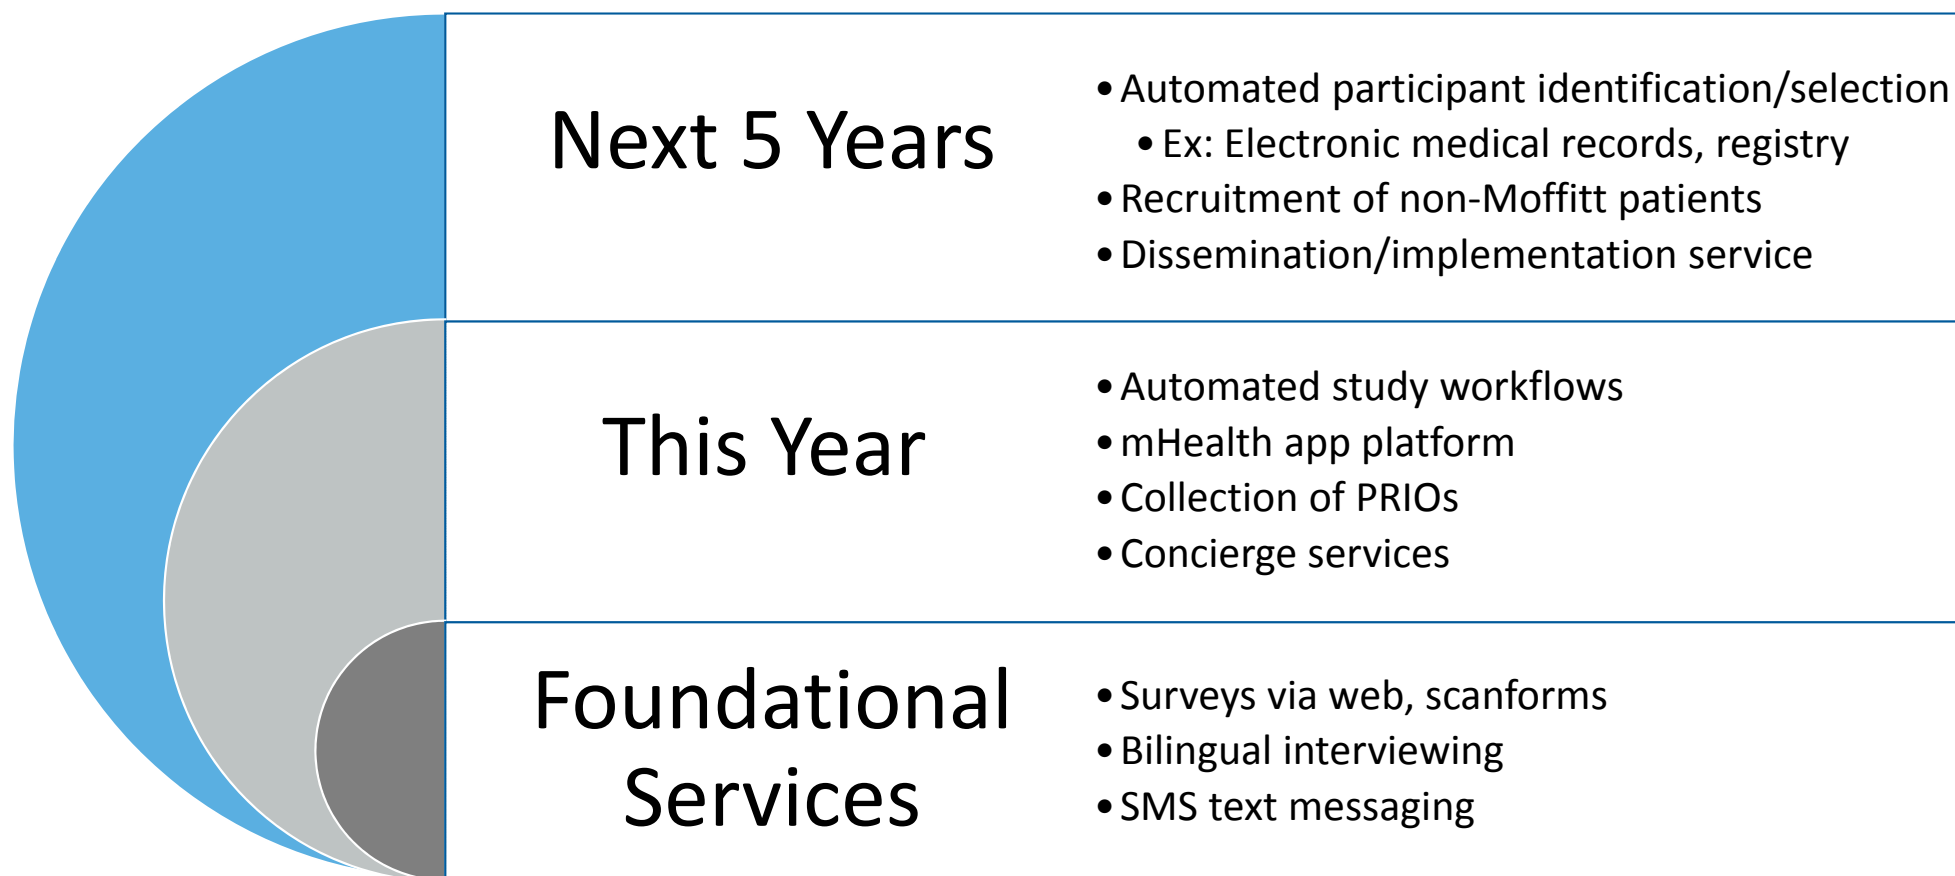 Next 5 Years
• Automated participant identification/selection
• Ex: Electronic medical records, registry
• Recruitment of non-Moffitt patients
• Dissemination/implementation service
This Year
• Automated study workflows
• mHealth app platform
• Collection of PRIOs
• Concierge services
Foundational
Services
• Surveys via web, scanforms
• Bilingual interviewing
• SMS text messaging